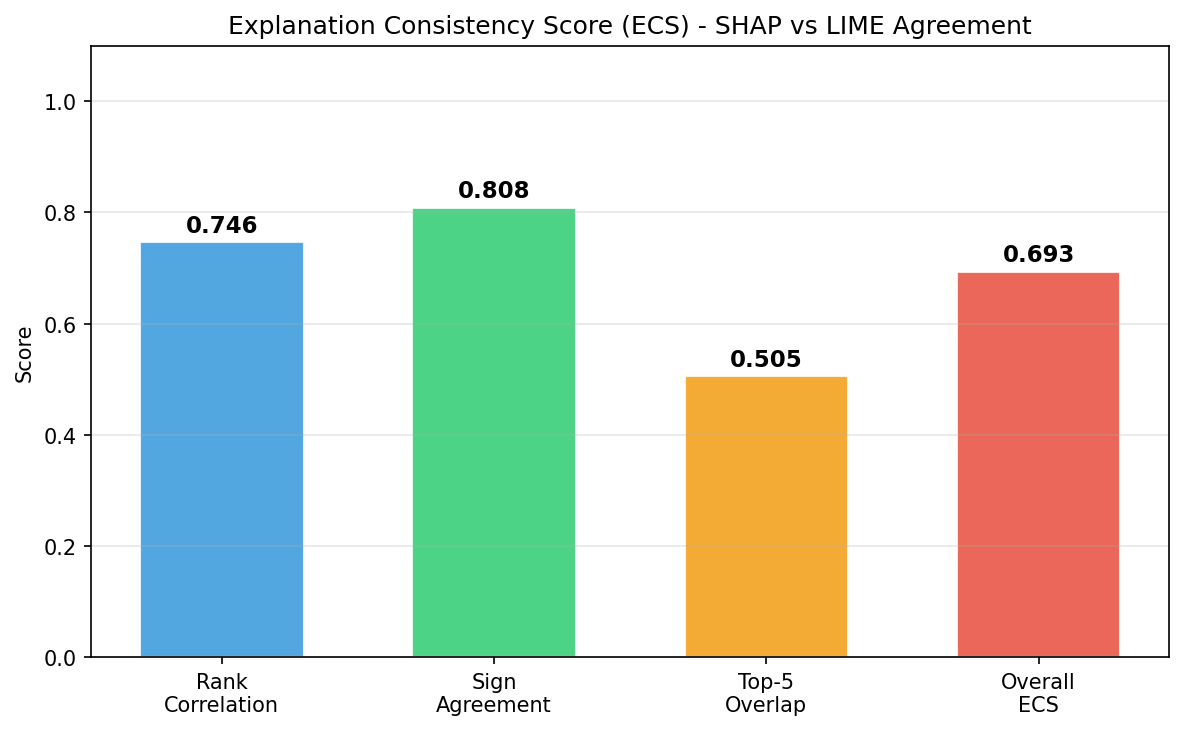 Explanation Consistency Score (ECS) - SHAP vs LIME Agreement
Score
1.0
0.8
0.6
0.4
0.2
0.0
0.746
0.808
0.505
0.693
Rank
Correlation
Sign
Agreement
Top-5
Overlap
Overall
ECS